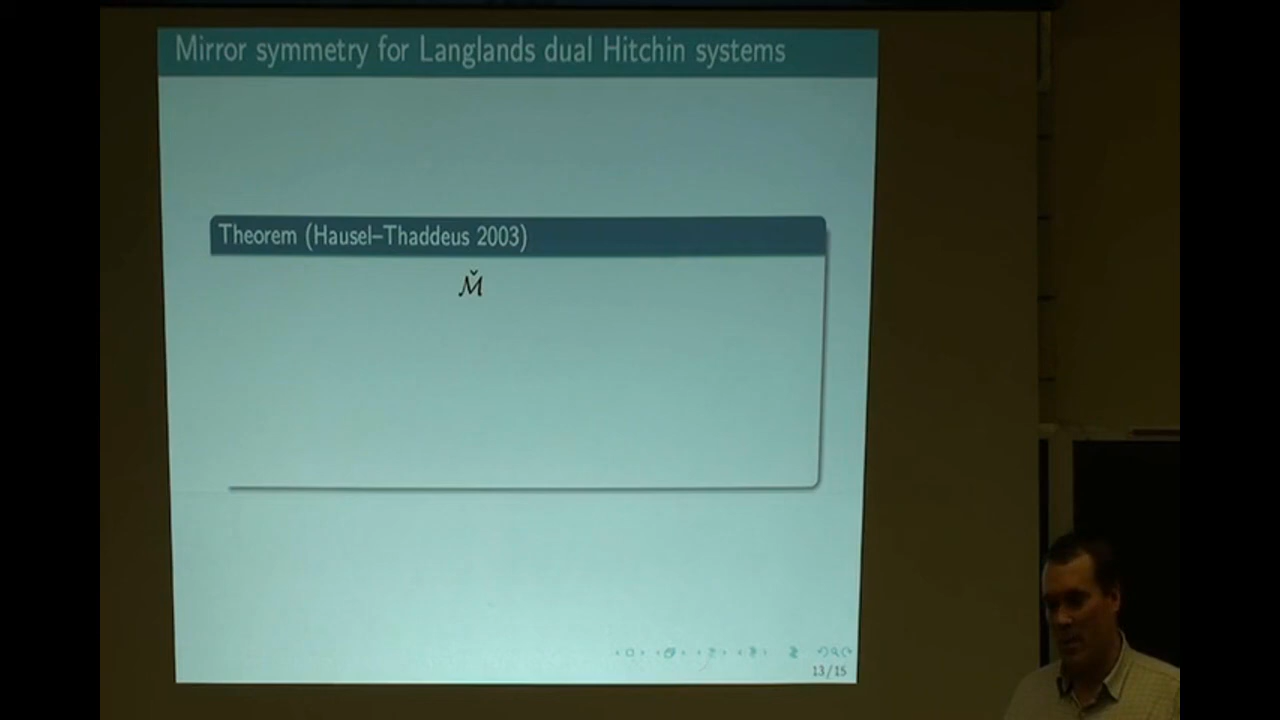 Mirror symmetry for Langlands dual Hitchin systems
Theorem (Hausel–Thaddeus 2003)
ℳ̌
13/15